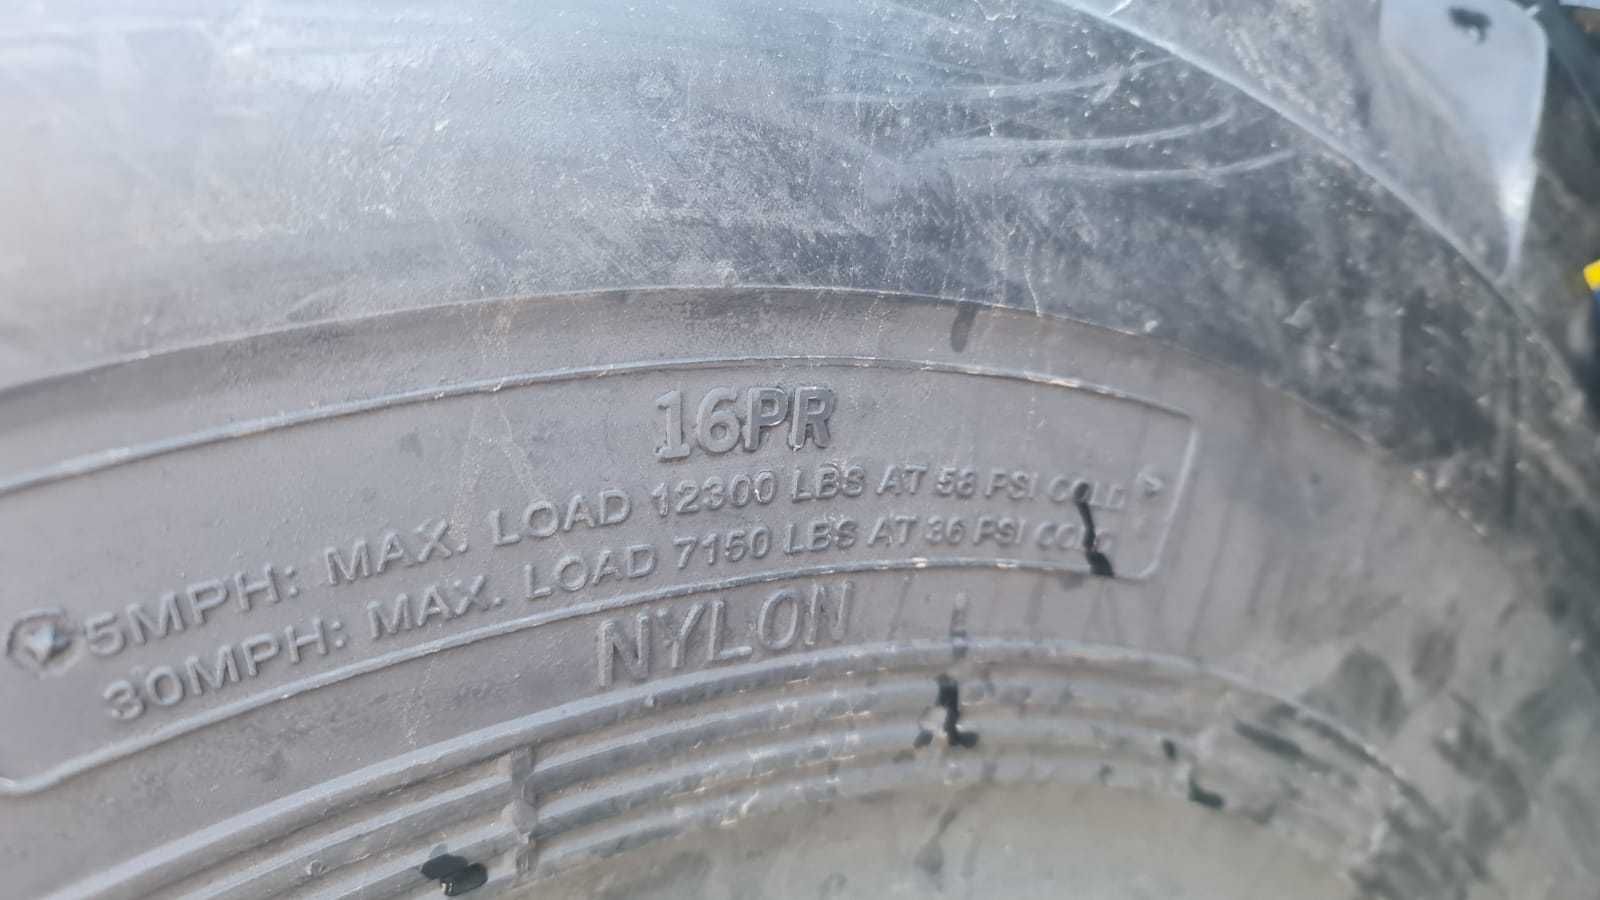 16PR
5MPH: MAX. LOAD 12300 LBS AT 58 PSI COLD
30MPH: MAX. LOAD 7150 LBS AT 36 PSI COLD
NYLON